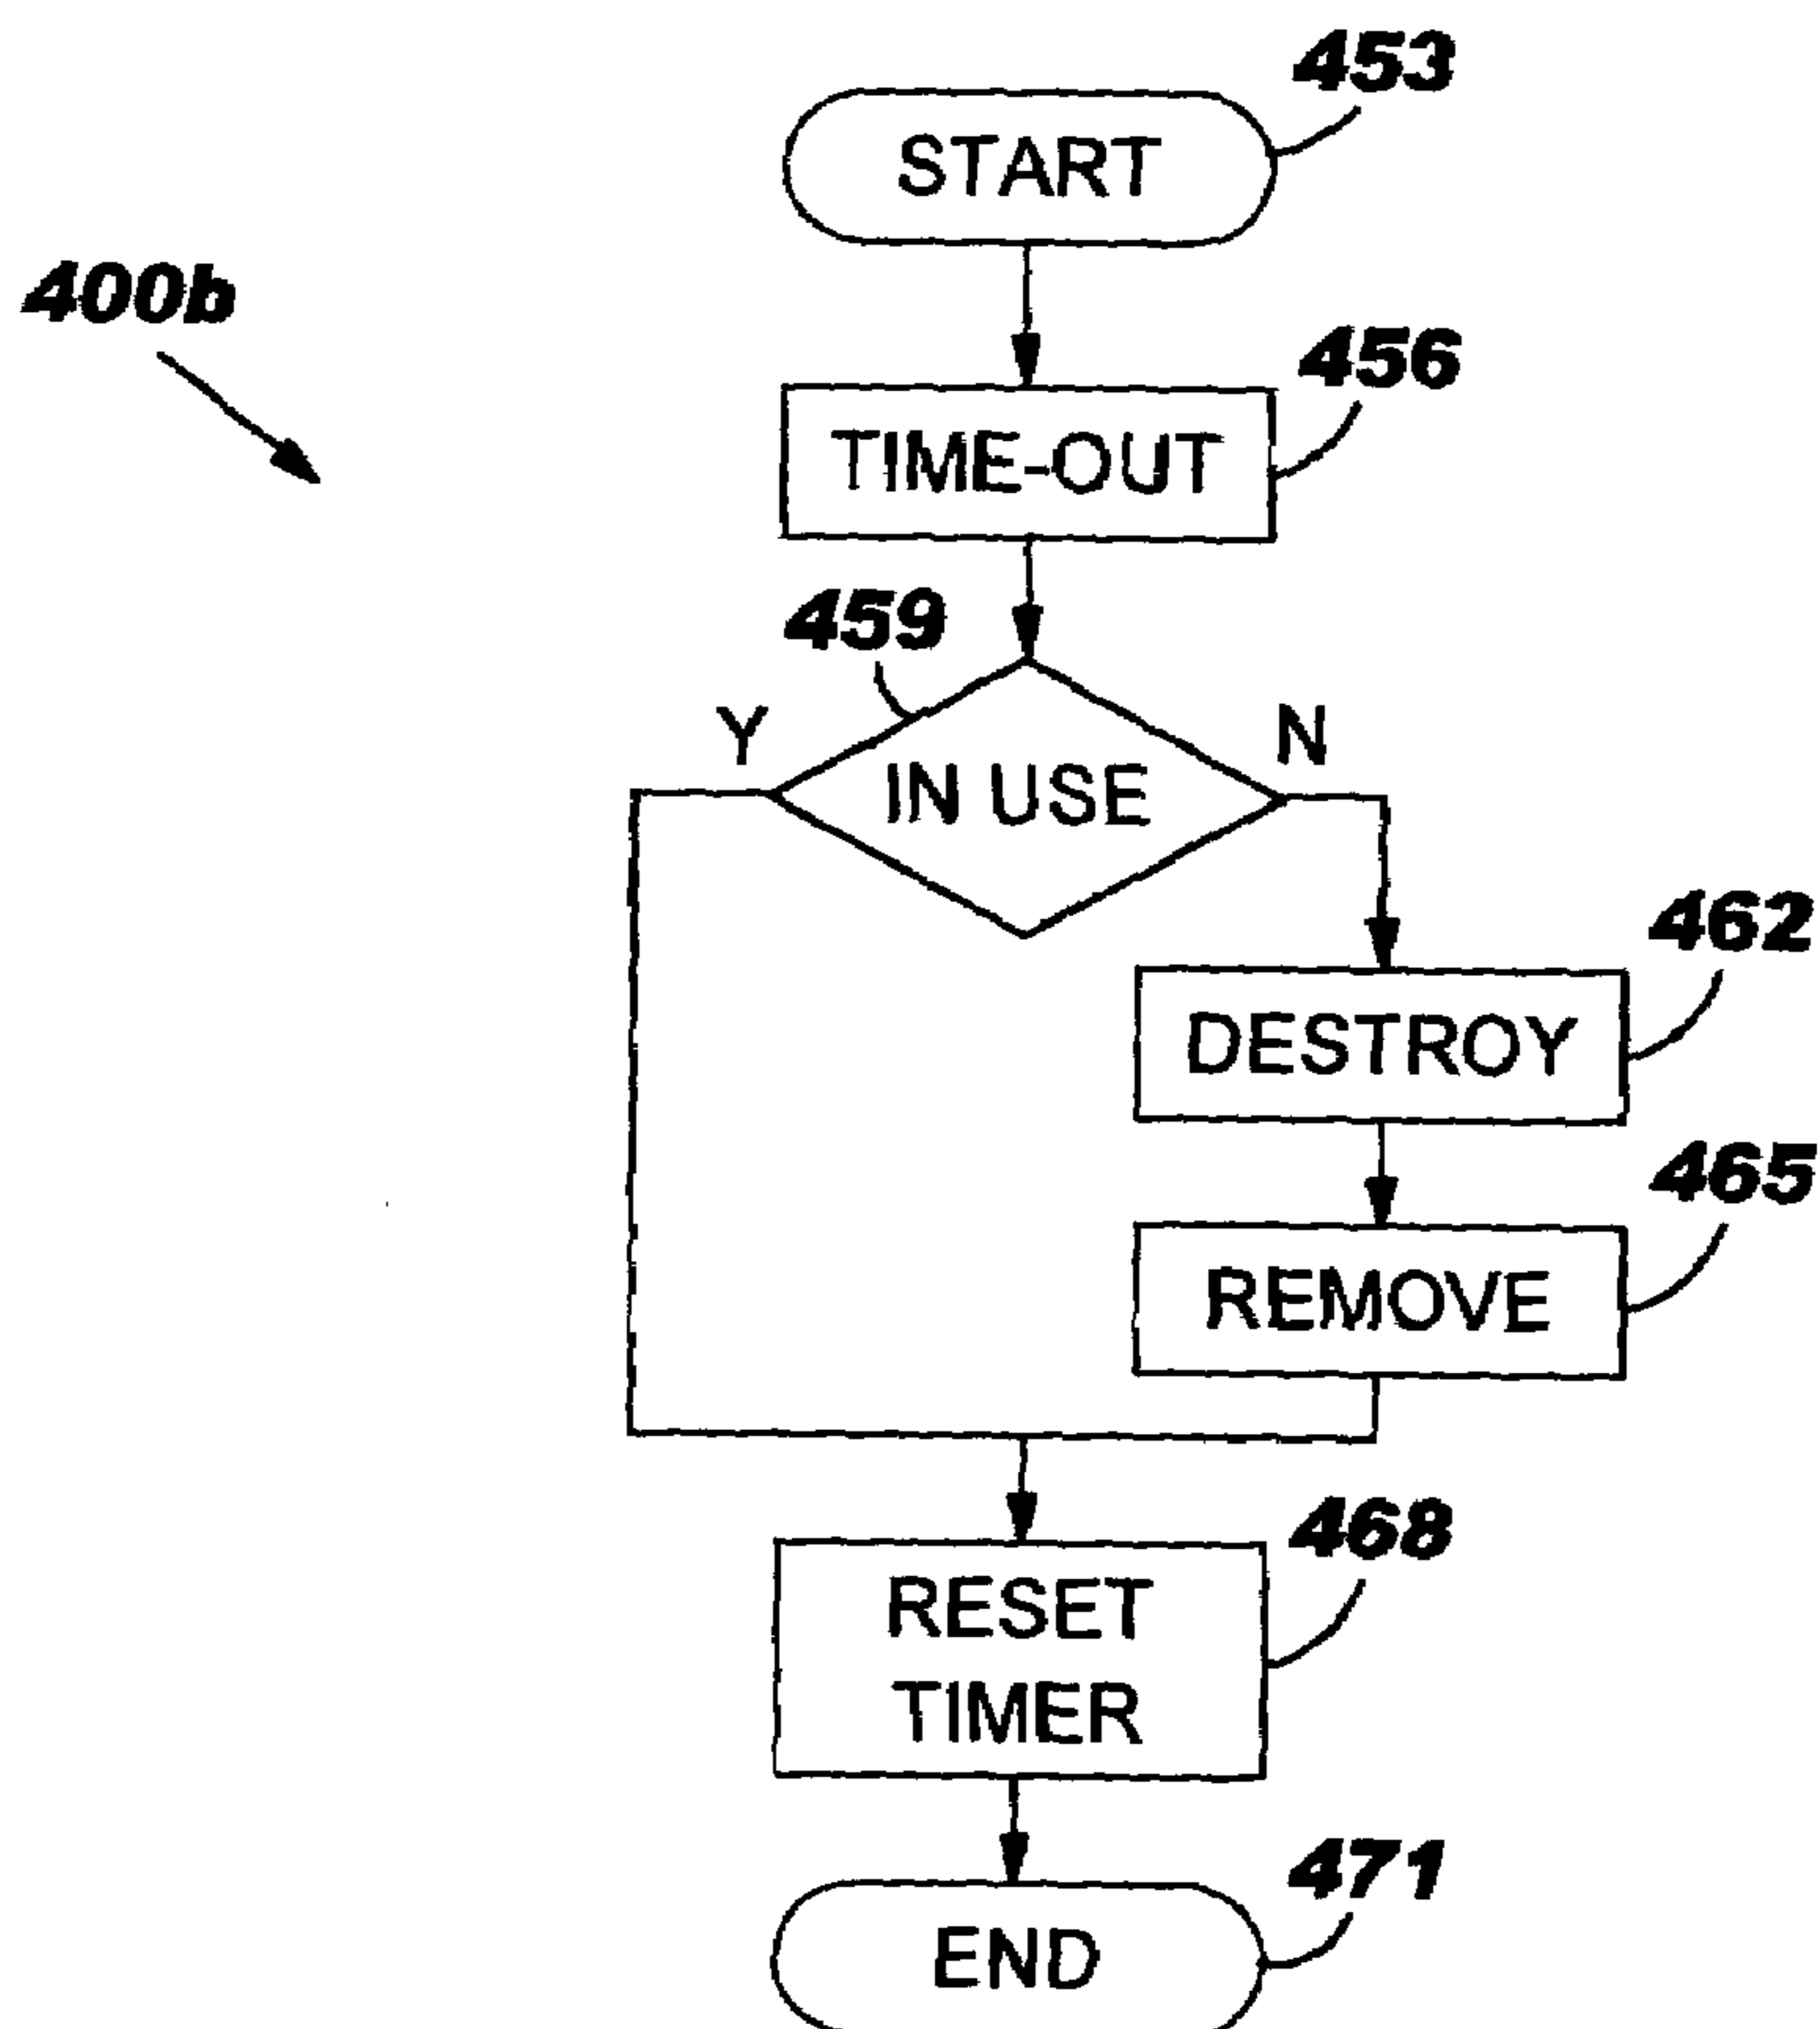 453
START
400b
456
TIME-OUT
459
Y
N
IN USE
462
DESTROY
465
REMOVE
468
RESET
TIMER
471
END